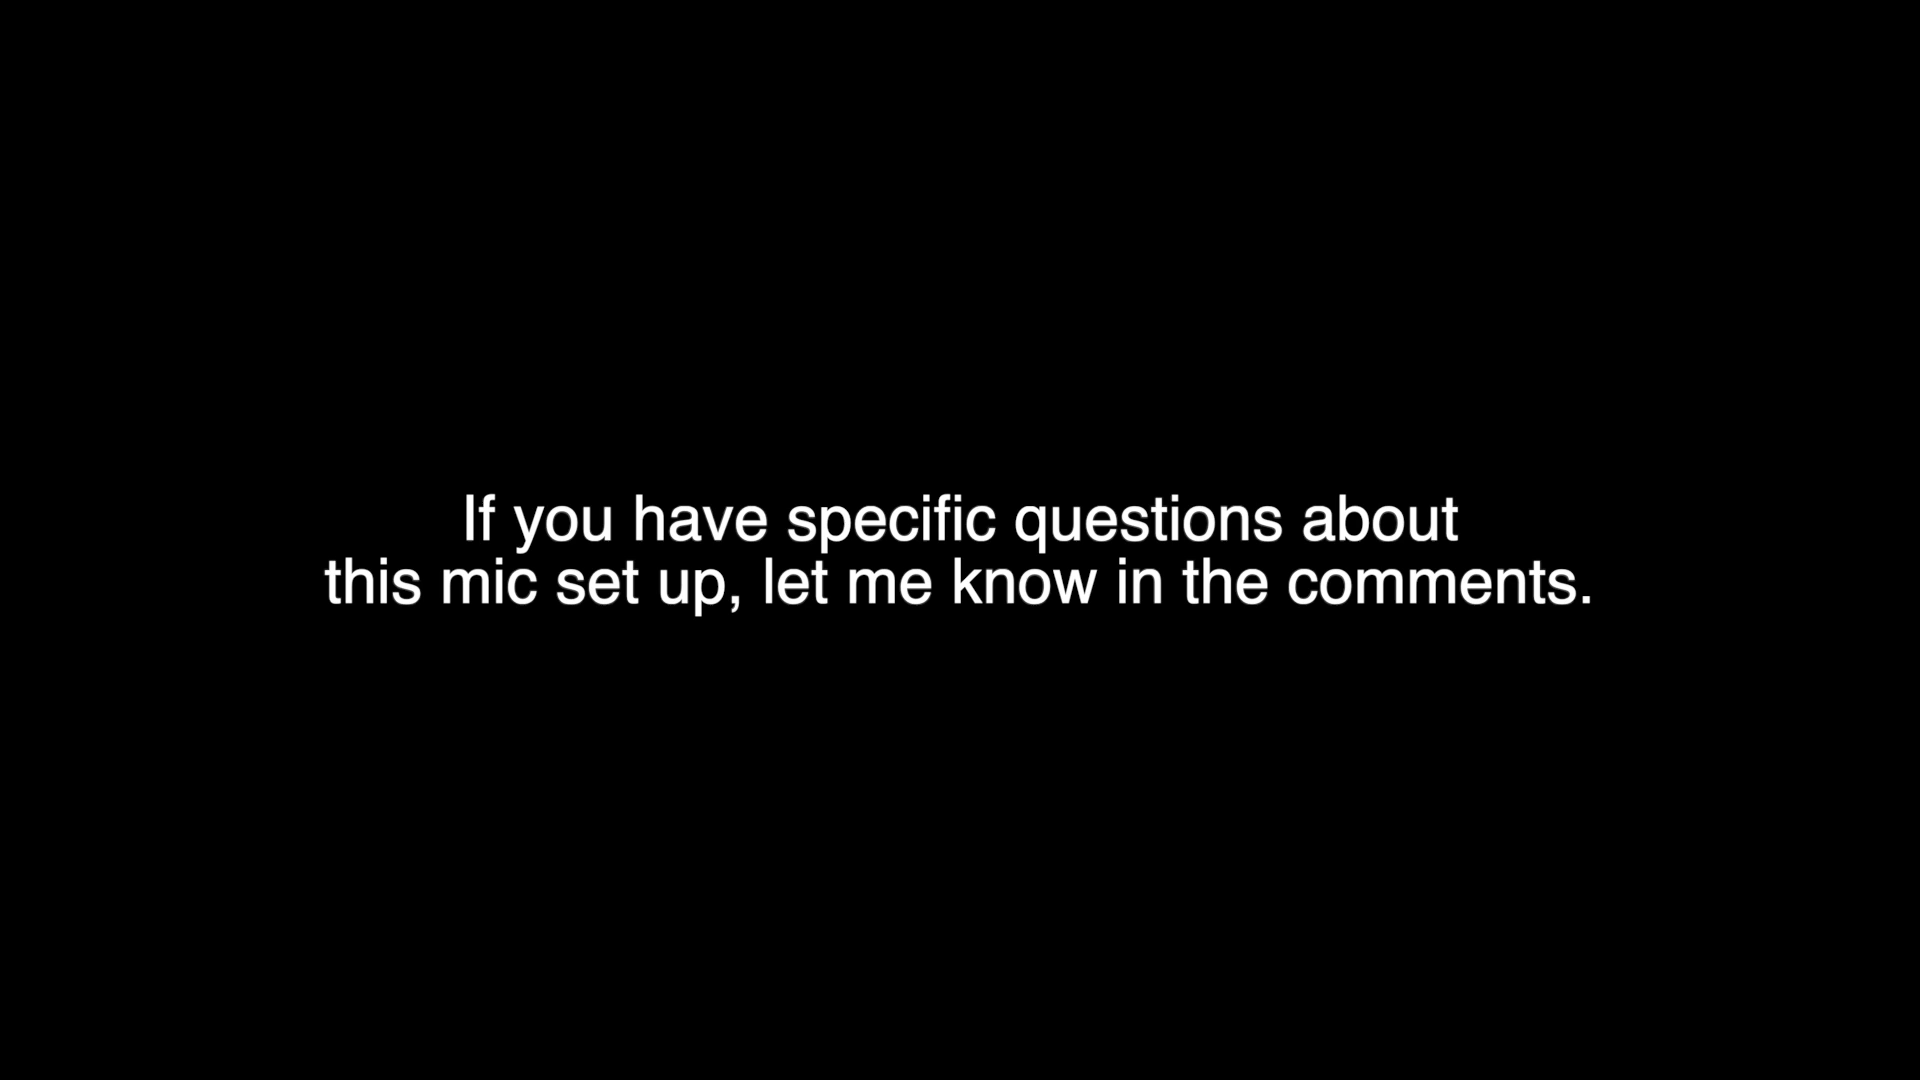 If you have specific questions about
this mic set up, let me know in the comments.